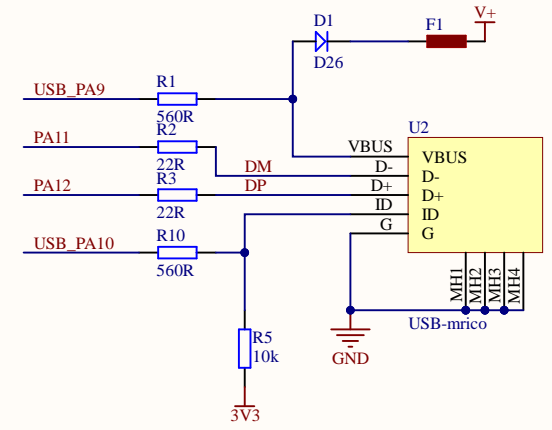 V+
D1
F1
D26
USB_PA9
R1
560R
U2
PA11
R2
22R
VBUS
VBUS
DM
D-
D-
PA12
R3
22R
DP
D+
D+
ID
ID
G
G
USB_PA10
R10
560R
MH1
MH2
MH3
MH4
USB-mrico
R5
10k
GND
3V3